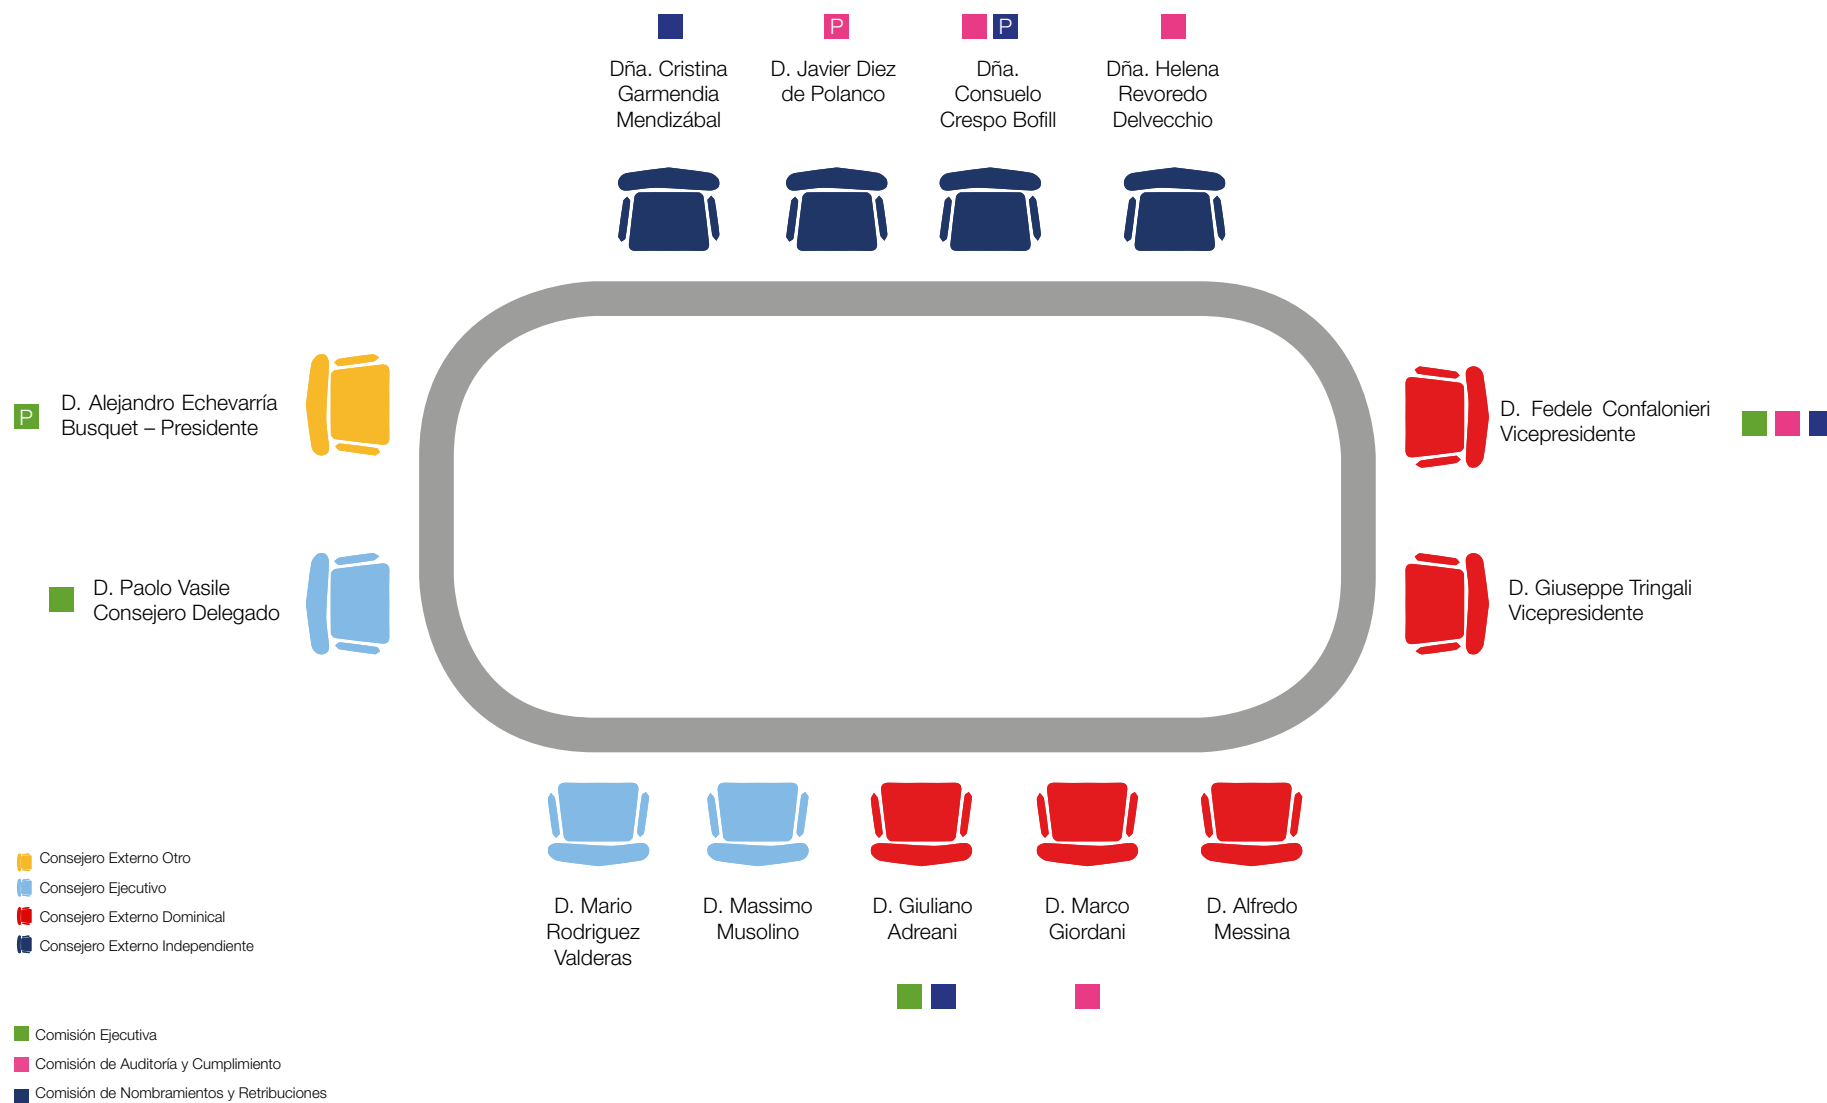 P
P
Dña. Cristina
Garmendia
Mendizábal
D. Javier Diez
de Polanco
Dña.
Consuelo
Crespo Bofill
Dña. Helena
Revoredo
Delvecchio
P
D. Alejandro Echevarría
Busquet – Presidente
D. Fedele Confalonieri
Vicepresidente
D. Paolo Vasile
Consejero Delegado
D. Giuseppe Tringali
Vicepresidente
D. Mario
Rodriguez
Valderas
D. Massimo
Musolino
D. Giuliano
Adreani
D. Marco
Giordani
D. Alfredo
Messina
Consejero Externo Otro
Consejero Ejecutivo
Consejero Externo Dominical
Consejero Externo Independiente
Comisión Ejecutiva
Comisión de Auditoría y Cumplimiento
Comisión de Nombramientos y Retribuciones